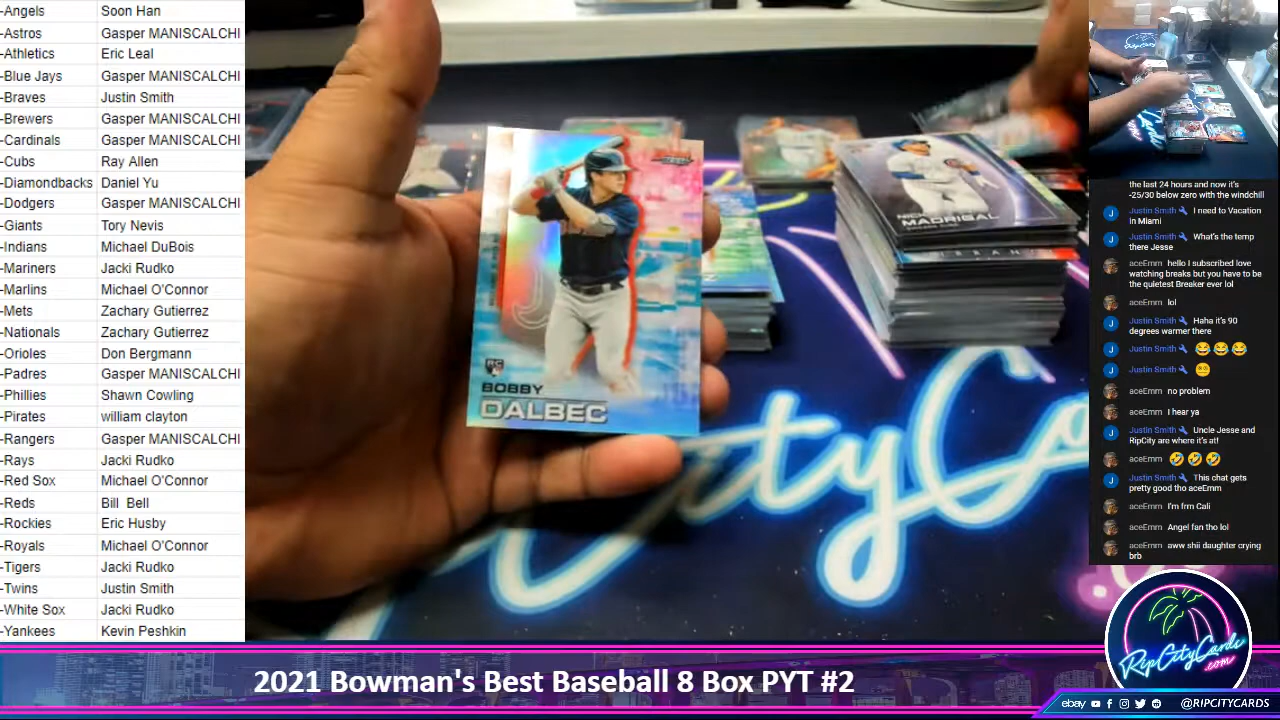 -Angels Soon Han
-Astros Gasper MANISCALCHI
-Athletics Eric Leal
-Blue Jays Gasper MANISCALCHI
-Braves Justin Smith
-Brewers Gasper MANISCALCHI
-Cardinals Gasper MANISCALCHI
-Cubs Ray Allen
-Diamondbacks Daniel Yu
-Dodgers Gasper MANISCALCHI
-Giants Tory Nevis
-Indians Michael DuBois
-Mariners Jacki Rudko
-Marlins Michael O'Connor
-Mets Zachary Gutierrez
-Nationals Zachary Gutierrez
-Orioles Don Bergmann
-Padres Gasper MANISCALCHI
-Phillies Shawn Cowling
-Pirates william clayton
-Rangers Gasper MANISCALCHI
-Rays Jacki Rudko
-Red Sox Michael O'Connor
-Reds Bill Bell
-Rockies Eric Husby
-Royals Michael O'Connor
-Tigers Jacki Rudko
-Twins Justin Smith
-White Sox Jacki Rudko
-Yankees Kevin Peshkin
RC
BOBBY
DALBEC
NICK
MADRIGAL
the last 24 hours and now it's
-25/30 below zero with the windchill
J Justin Smith I need to Vacation
in Miami
J Justin Smith What's the temp
there Jesse
aceEmm hello I subscribed love
watching breaks but you have to be
the quietest Breaker ever lol
aceEmm lol
J Justin Smith Haha it's 90
degrees warmer there
J Justin Smith 😂 😂 😂
J Justin Smith
aceEmm no problem
aceEmm I hear ya
J Justin Smith Uncle Jesse and
RipCity are where it's at!
aceEmm 🤣 🤣 🤣
J Justin Smith This chat gets
pretty good tho aceEmm
aceEmm I'm frm Cali
aceEmm Angel fan tho lol
aceEmm aww shii daughter crying
brb
RipCityCards
.com
2021 Bowman's Best Baseball 8 Box PYT #2
ebay @RIPCITYCARDS